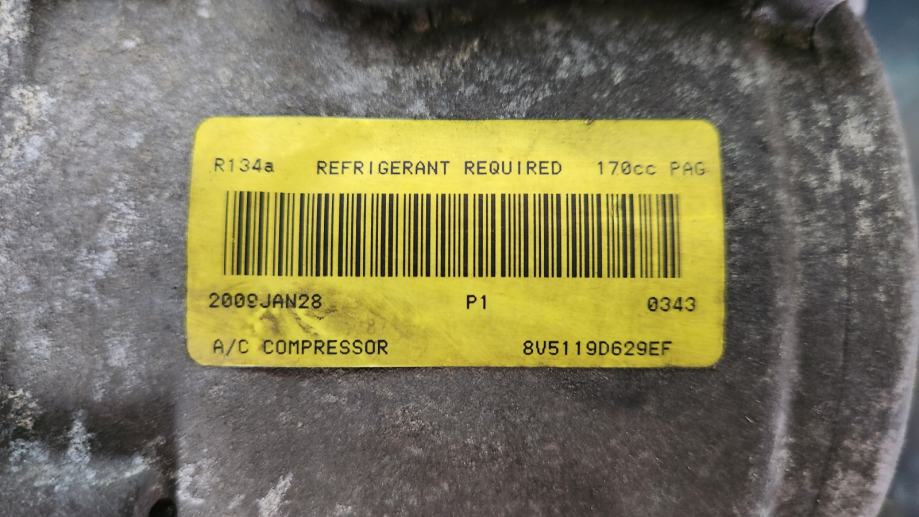 R134a REFRIGERANT REQUIRED 170cc PAG
2009JAN28 P1 0343
A/C COMPRESSOR 8V5119D629EF